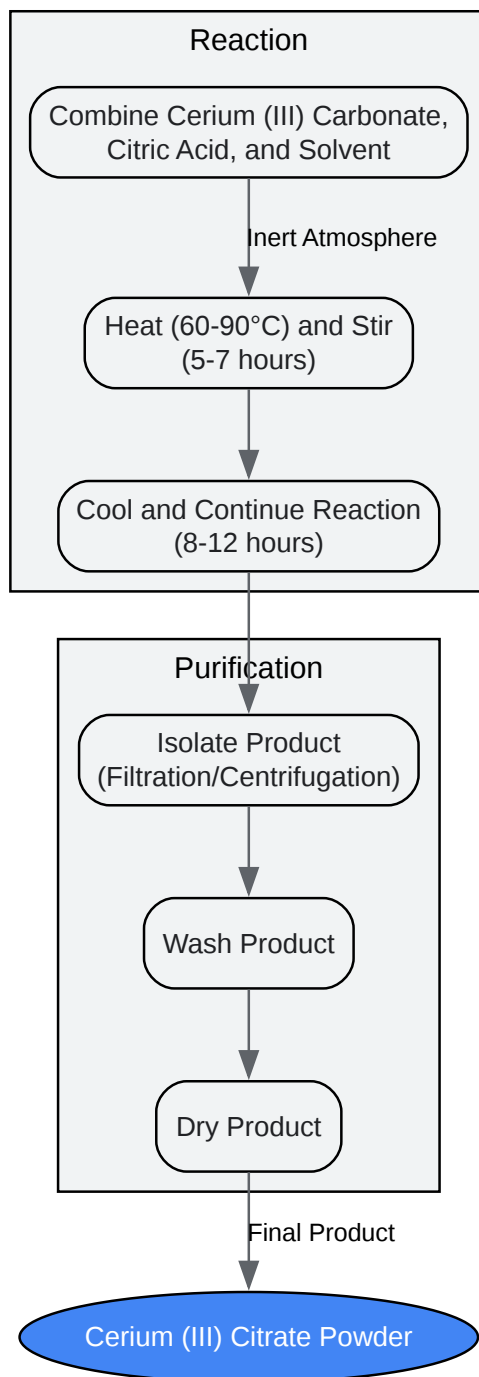 Reaction
Combine Cerium (III) Carbonate,
Citric Acid, and Solvent
Inert Atmosphere
Heat (60-90°C) and Stir
(5-7 hours)
Cool and Continue Reaction
(8-12 hours)
Purification
Isolate Product
(Filtration/Centrifugation)
Wash Product
Dry Product
Final Product
Cerium (III) Citrate Powder